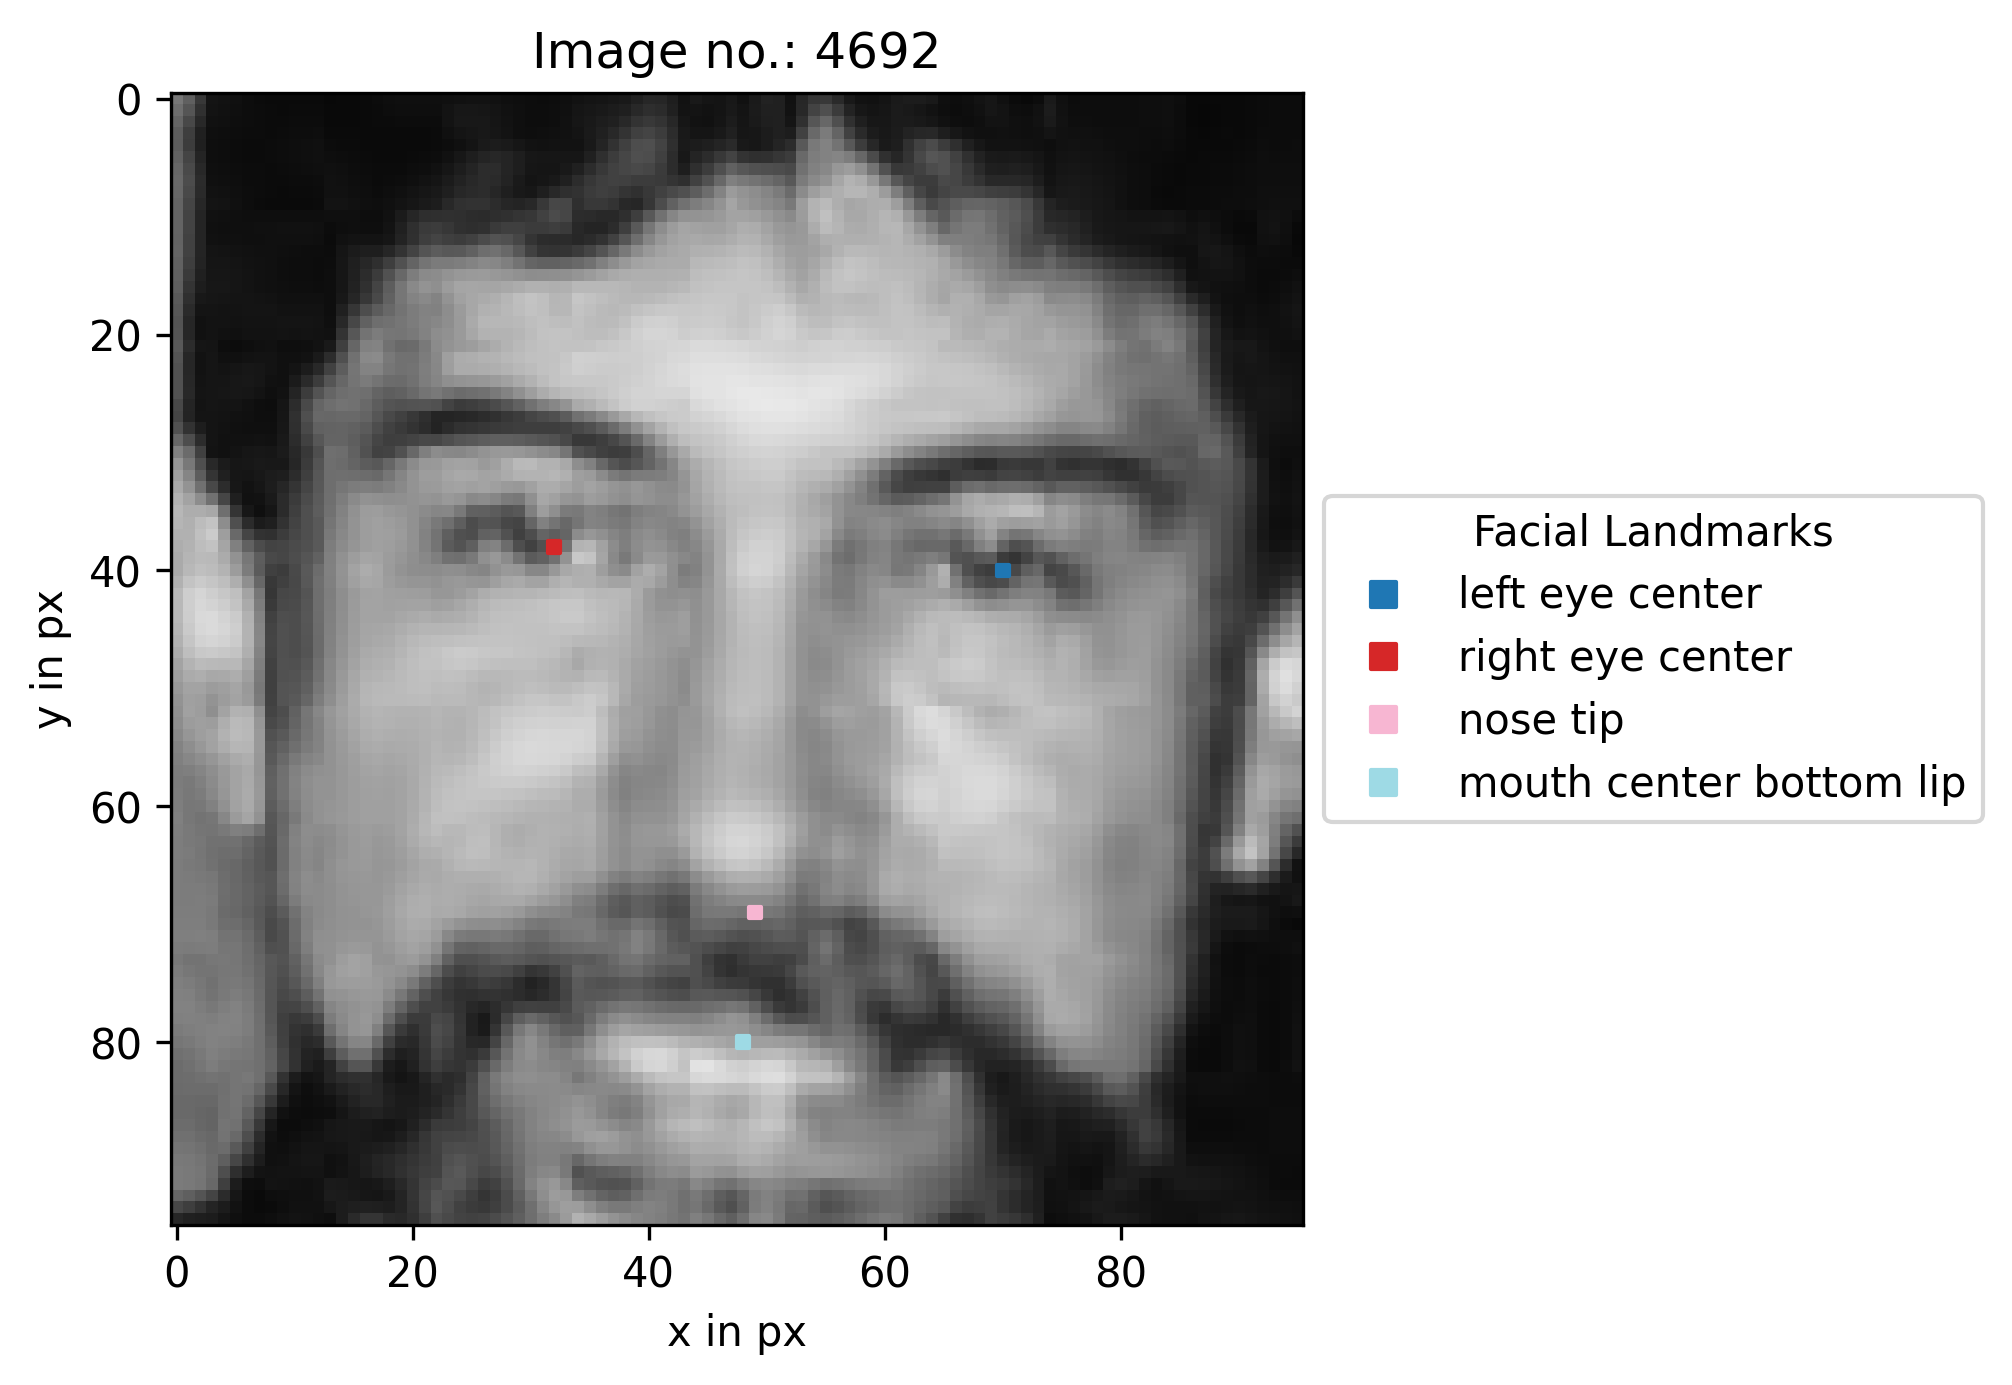 Image no.: 4692
0
20
40
60
80
y in px
0 20 40 60 80
x in px
Facial Landmarks
left eye center
right eye center
nose tip
mouth center bottom lip